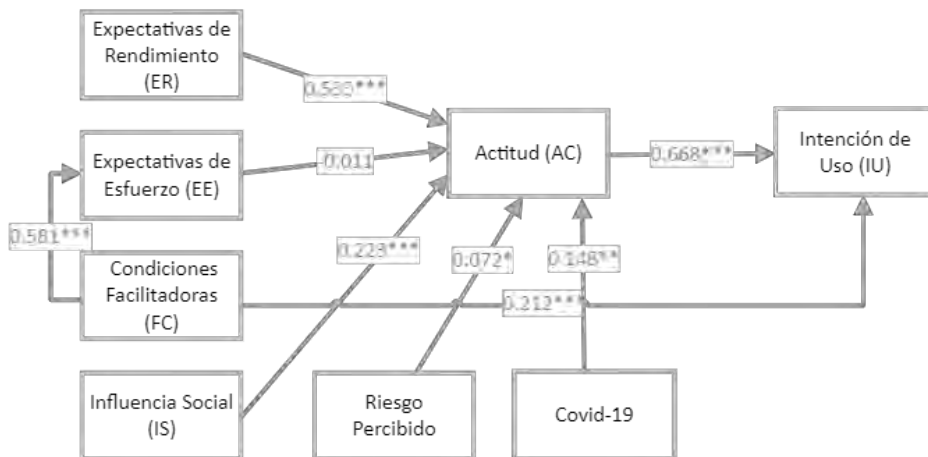 Expectativas de
Rendimiento
(ER)
Expectativas de
Esfuerzo (EE)
-0.011
Actitud (AC)
0.668***
Intención de
Uso (IU)
0.581***
0.223***
0.072*
0.148**
Condiciones
Facilitadoras
(FC)
0.212***
Influencia Social
(IS)
Riesgo
Percibido
Covid-19